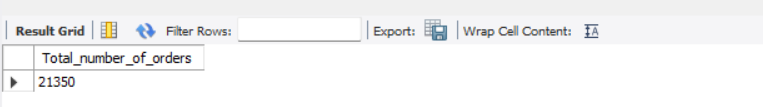 Result Grid Filter Rows: Export: Wrap Cell Content:
Total_number_of_orders
21350